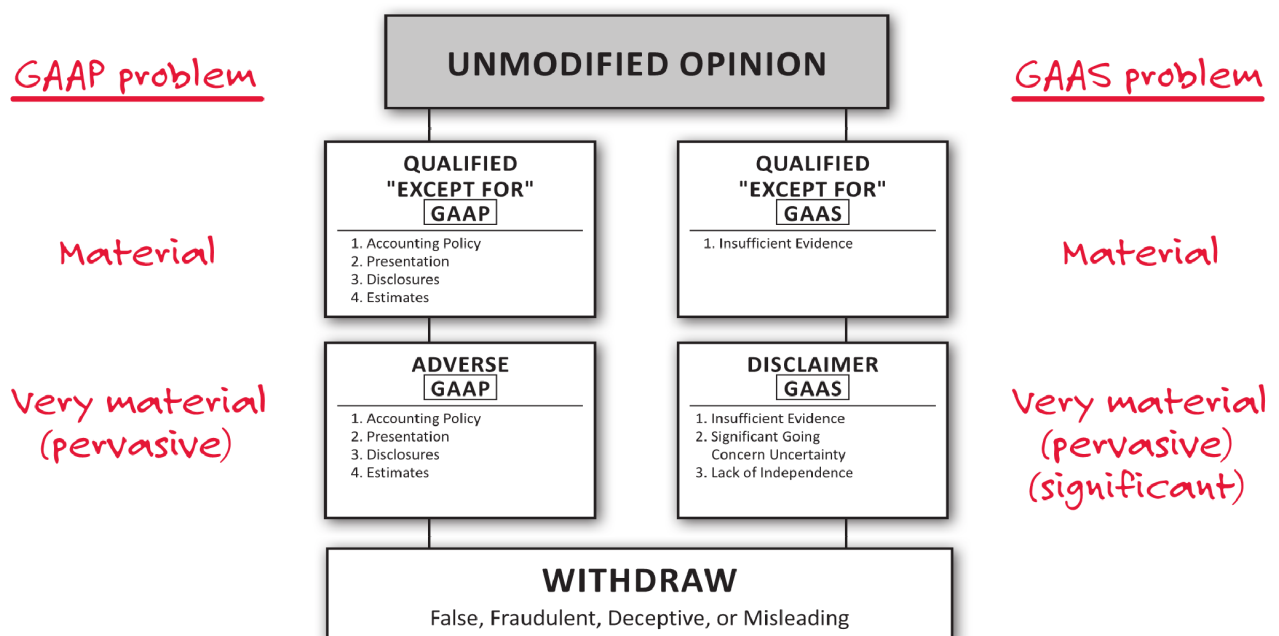 UNMODIFIED OPINION
GAAP problem
GAAS problem
QUALIFIED
"EXCEPT FOR"
GAAP
1. Accounting Policy
2. Presentation
3. Disclosures
4. Estimates
QUALIFIED
"EXCEPT FOR"
GAAS
1. Insufficient Evidence
Material
Material
ADVERSE
GAAP
1. Accounting Policy
2. Presentation
3. Disclosures
4. Estimates
DISCLAIMER
GAAS
1. Insufficient Evidence
2. Significant Going
Concern Uncertainty
3. Lack of Independence
Very material
(pervasive)
Very material
(pervasive)
(significant)
WITHDRAW
False, Fraudulent, Deceptive, or Misleading